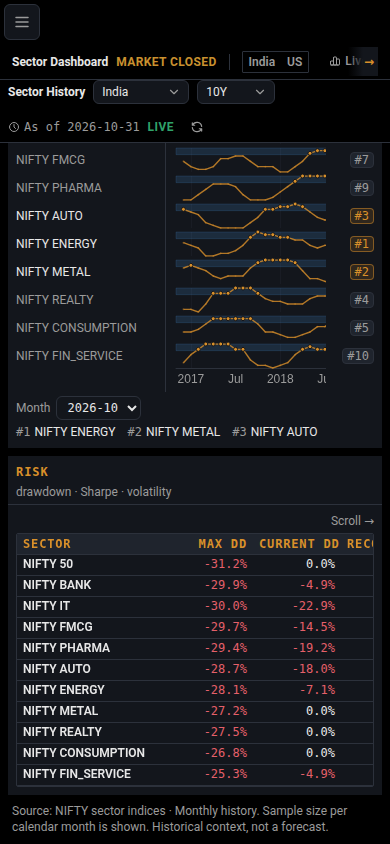 Sector Dashboard MARKET CLOSED India US Liv →
Sector History India 10Y
As of 2026-10-31 LIVE
NIFTY FMCG #7
NIFTY PHARMA #9
NIFTY AUTO #3
NIFTY ENERGY #1
NIFTY METAL #2
NIFTY REALTY #4
NIFTY CONSUMPTION #5
NIFTY FIN_SERVICE #10
2017 Jul 2018 Ju
Month 2026-10
#1 NIFTY ENERGY #2 NIFTY METAL #3 NIFTY AUTO
RISK
drawdown · Sharpe · volatility
Scroll →
SECTOR MAX DD CURRENT DD RECO
NIFTY 50 -31.2% 0.0%
NIFTY BANK -29.9% -4.9%
NIFTY IT -30.0% -22.9%
NIFTY FMCG -29.7% -14.5%
NIFTY PHARMA -29.4% -19.2%
NIFTY AUTO -28.7% -18.0%
NIFTY ENERGY -28.1% -7.1%
NIFTY METAL -27.2% 0.0%
NIFTY REALTY -27.5% 0.0%
NIFTY CONSUMPTION -26.8% 0.0%
NIFTY FIN_SERVICE -25.3% -4.9%
Source: NIFTY sector indices · Monthly history. Sample size per
calendar month is shown. Historical context, not a forecast.